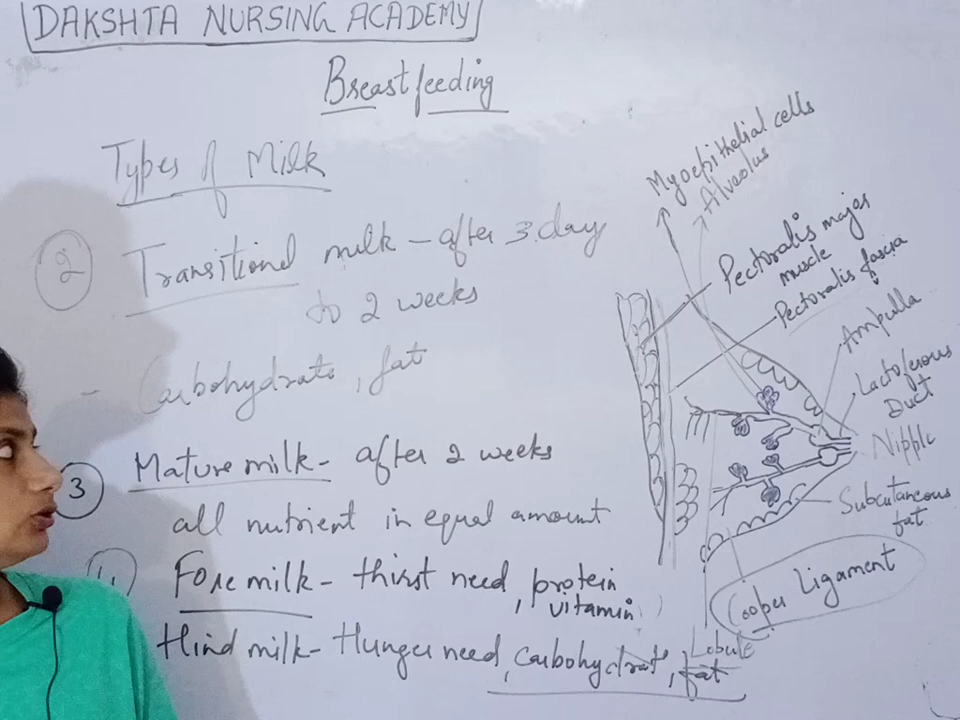 DAKSHTA NURSING ACADEMY
Breastfeeding
Types of Milk
2 Transitional milk - after 3 day
to 2 weeks
- Carbohydrate, fat
3 Mature milk - after 2 weeks
all nutrient in equal amount
Fore milk - thirst need, protein
vitamin
Hind milk - Hunger need, carbohydrate, fat
Myoepithelial cells
Alveolus
Pectoralis major
muscle
Pectoralis fascia
Ampulla
Lactoferous
Duct
Nipple
Subcutaneous
fat
Cooper Ligament
Lobule